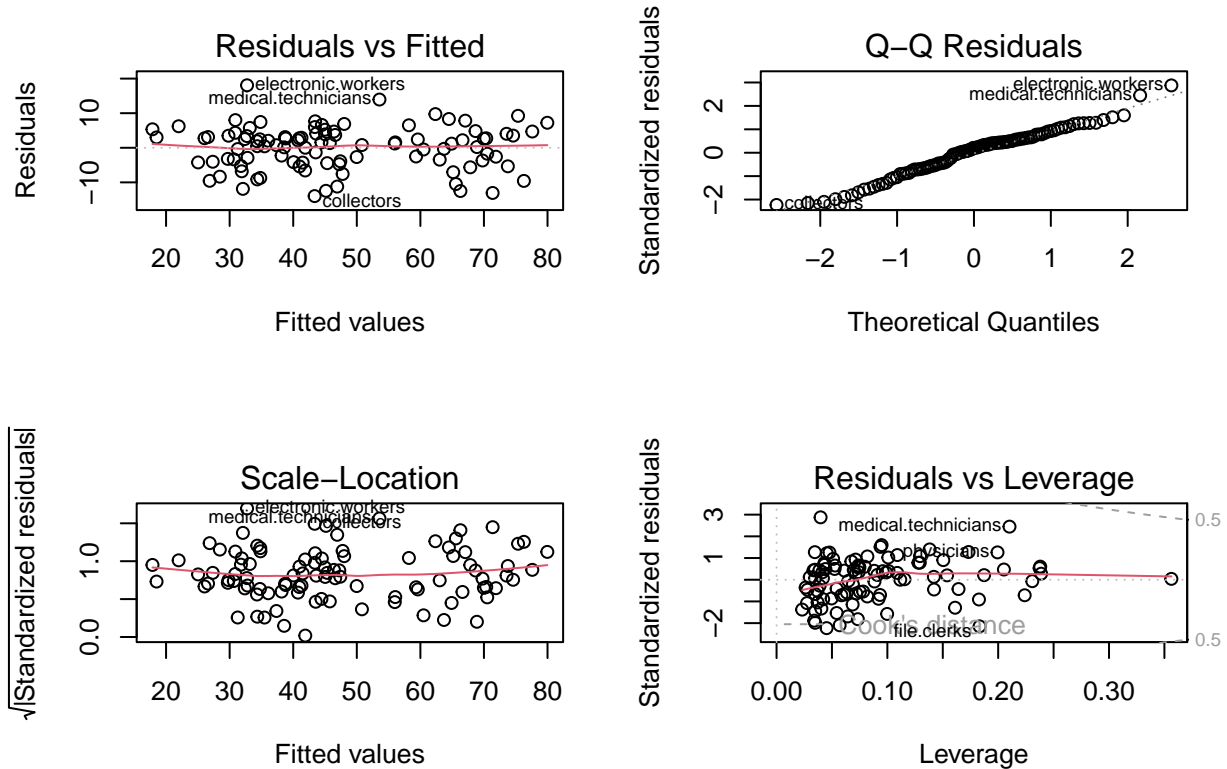 Residuals vs Fitted
Residuals
10
−10
electronic.workers
medical.technicians
collectors
20 30 40 50 60 70 80
Fitted values
Q−Q Residuals
Standardized residuals
2
0
−2
electronic.workers
medical.technicians
collectors
−2 −1 0 1 2
Theoretical Quantiles
Scale−Location
√|Standardized residuals|
1.0
0.0
electronic.workers
medical.technicians
collectors
20 30 40 50 60 70 80
Fitted values
Residuals vs Leverage
Standardized residuals
3
1
−2
0.5
medical.technicians
physicians
Cook's distance
file.clerks
0.5
0.00 0.10 0.20 0.30
Leverage